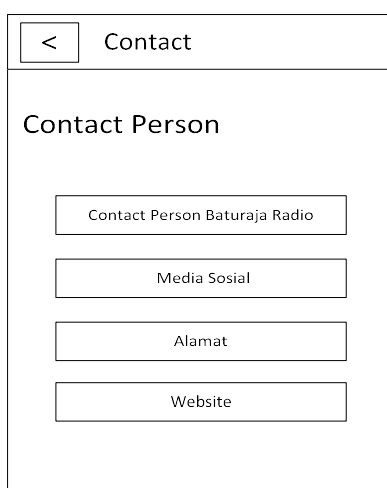 < Contact
Contact Person
Contact Person Baturaja Radio
Media Sosial
Alamat
Website